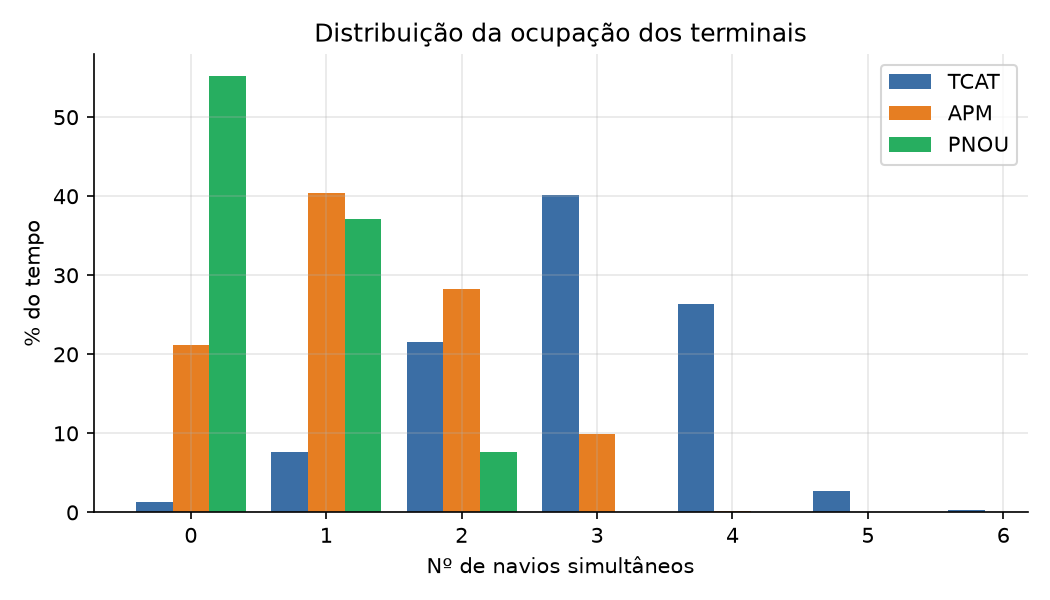 Distribuição da ocupação dos terminais
TCAT
APM
PNOU
% do tempo
50
40
30
20
10
0
0 1 2 3 4 5 6
Nº de navios simultâneos